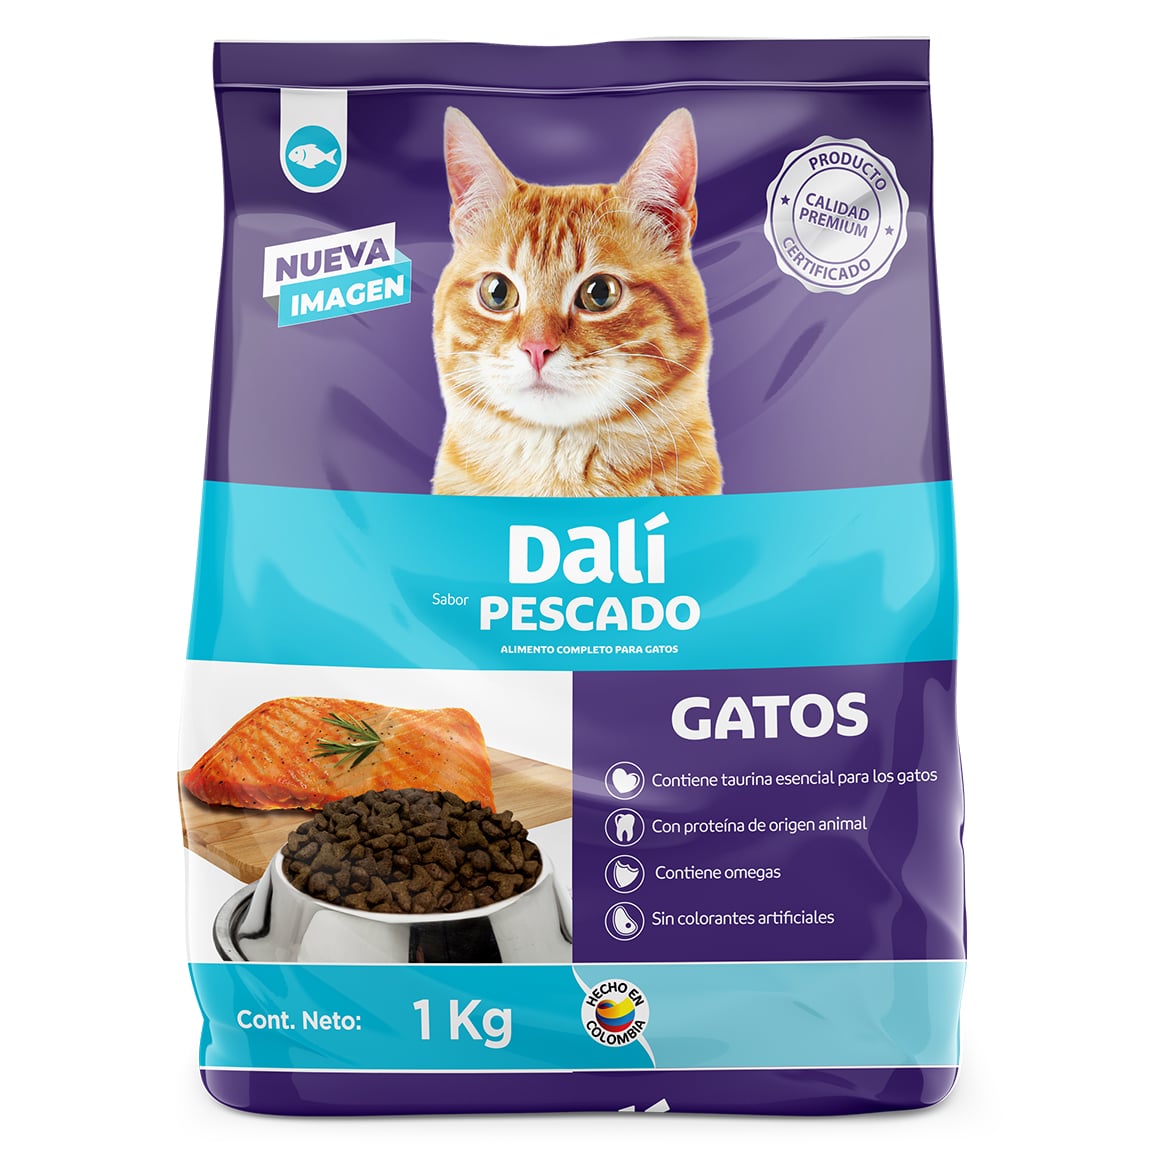 NUEVA
IMAGEN
PRODUCTO
CALIDAD
PREMIUM
CERTIFICADO
Dalí
Sabor PESCADO
ALIMENTO COMPLETO PARA GATOS
GATOS
Contiene taurina esencial para los gatos
Con proteína de origen animal
Contiene omegas
Sin colorantes artificiales
Cont. Neto: 1 Kg
HECHO EN
COLOMBIA